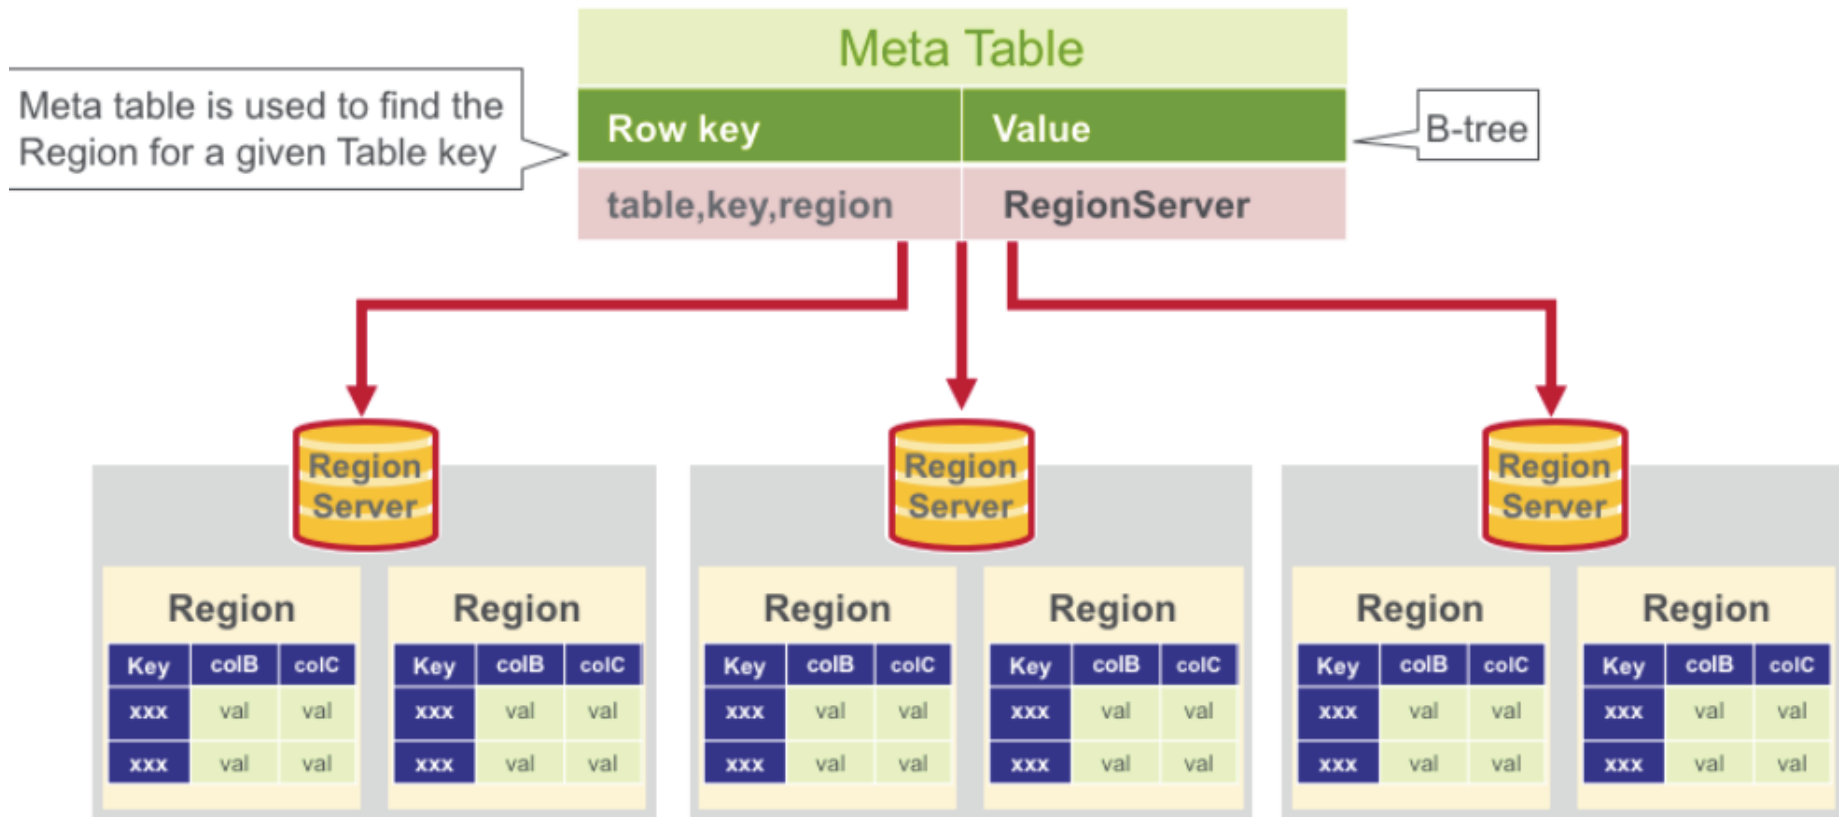 Meta Table
Meta table is used to find the
Region for a given Table key
Row key Value
B-tree
table,key,region RegionServer
Region
Server
Region
Server
Region
Server
Region
Key colB colC
xxx val val
xxx val val
Region
Key colB colC
xxx val val
xxx val val
Region
Key colB colC
xxx val val
xxx val val
Region
Key colB colC
xxx val val
xxx val val
Region
Key colB colC
xxx val val
xxx val val
Region
Key colB colC
xxx val val
xxx val val